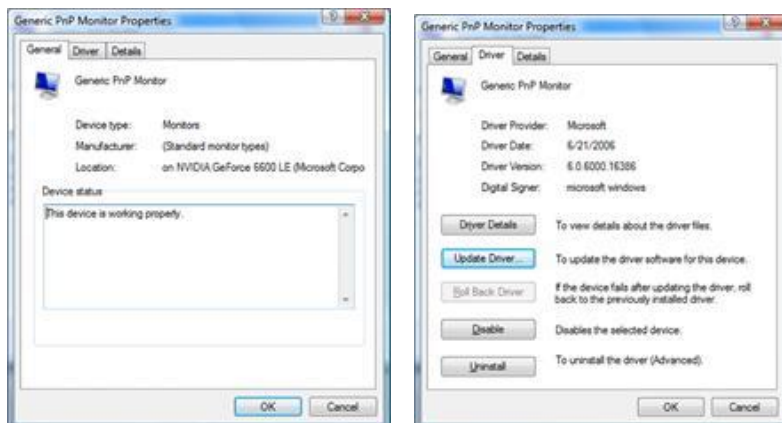 Generic PnP Monitor Properties
General Driver Details
Generic PnP Monitor
Device type: Monitors
Manufacturer: (Standard monitor types)
Location: on NVIDIA GeForce 6600 LE (Microsoft Corpo
Device status
This device is working properly.
OK Cancel
Generic PnP Monitor Properties
General Driver Details
Generic PnP Monitor
Driver Provider: Microsoft
Driver Date: 6/21/2006
Driver Version: 6.0.6000.16386
Digital Signer: microsoft windows
Driver Details To view details about the driver files.
Update Driver... To update the driver software for this device.
Roll Back Driver If the device fails after updating the driver, roll
back to the previously installed driver.
Disable Disables the selected device.
Uninstall To uninstall the driver (Advanced).
OK Cancel